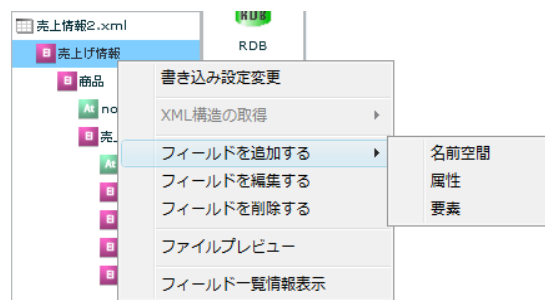 売上情報2.xml
RDB
売上げ情報
RDB
商品
no
売
At
書き込み設定変更
XML構造の取得
フィールドを追加する
フィールドを編集する
フィールドを削除する
ファイルプレビュー
フィールド一覧情報表示
名前空間
属性
要素